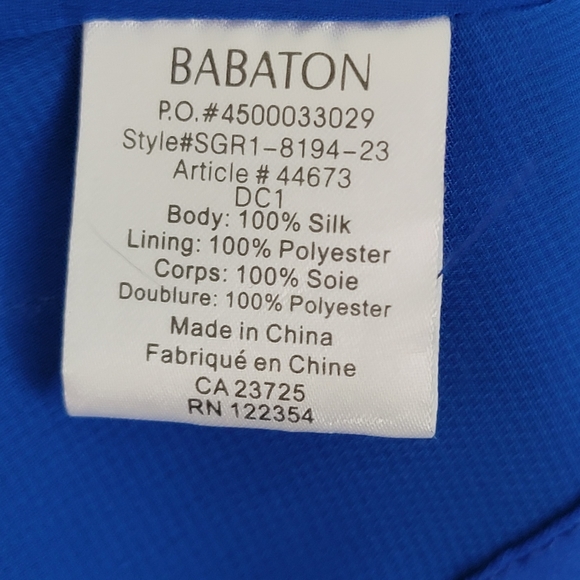 BABATON
P.O.#4500033029
Style#SGR1-8194-23
Article # 44673
DC1
Body: 100% Silk
Lining: 100% Polyester
Corps: 100% Soie
Doublure: 100% Polyester
Made in China
Fabriqué en Chine
CA 23725
RN 122354